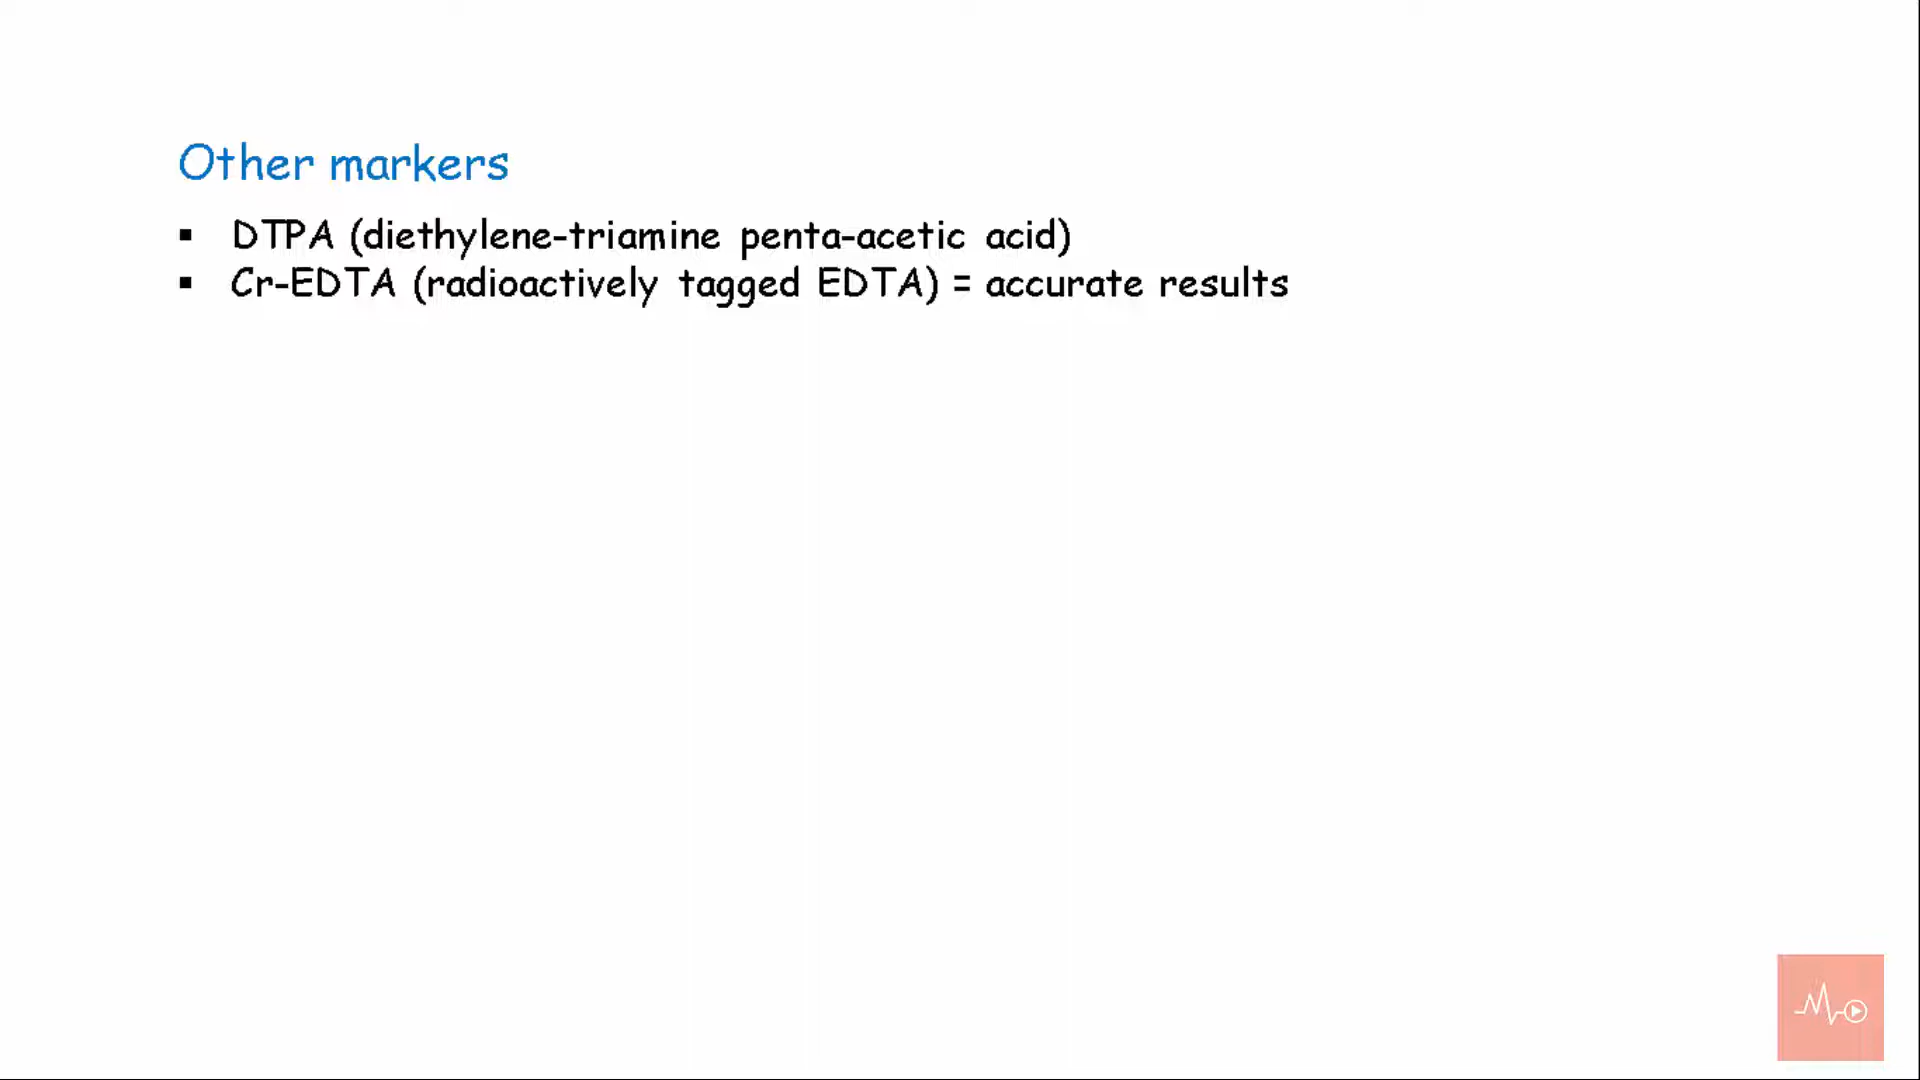 Other markers
▪ DTPA (diethylene-triamine penta-acetic acid)
▪ Cr-EDTA (radioactively tagged EDTA) = accurate results